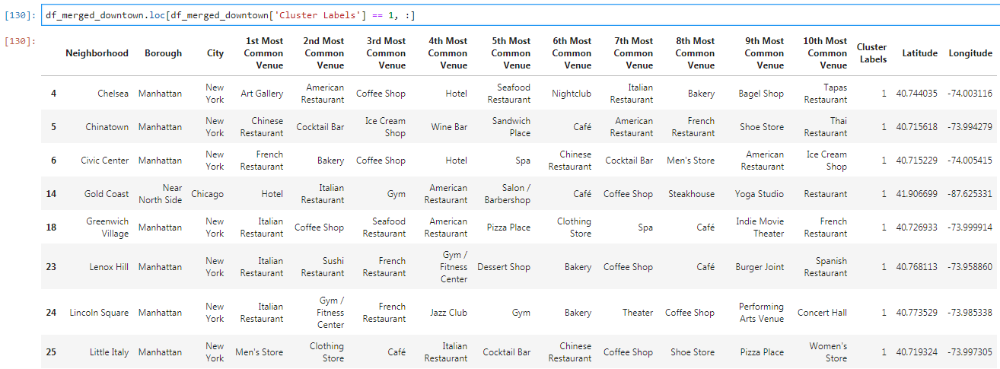 [130]: df_merged_downtown.loc[df_merged_downtown['Cluster Labels'] == 1, :]
[130]:
Neighborhood Borough City 1st Most Common Venue 2nd Most Common Venue 3rd Most Common Venue 4th Most Common Venue 5th Most Common Venue 6th Most Common Venue 7th Most Common Venue 8th Most Common Venue 9th Most Common Venue 10th Most Common Venue Cluster Labels Latitude Longitude
4 Chelsea Manhattan New York Art Gallery American Restaurant Coffee Shop Hotel Seafood Restaurant Nightclub Italian Restaurant Bakery Bagel Shop Tapas Restaurant 1 40.744035 -74.003116
5 Chinatown Manhattan New York Chinese Restaurant Cocktail Bar Ice Cream Shop Wine Bar Sandwich Place Café American Restaurant French Restaurant Shoe Store Thai Restaurant 1 40.715618 -73.994279
6 Civic Center Manhattan New York French Restaurant Bakery Coffee Shop Hotel Spa Chinese Restaurant Cocktail Bar Men's Store American Restaurant Ice Cream Shop 1 40.715229 -74.005415
14 Gold Coast Near North Side Chicago Hotel Italian Restaurant Gym American Restaurant Salon / Barbershop Café Coffee Shop Steakhouse Yoga Studio Restaurant 1 41.906699 -87.625331
18 Greenwich Village Manhattan New York Italian Restaurant Coffee Shop Seafood Restaurant American Restaurant Pizza Place Clothing Store Spa Café Indie Movie Theater French Restaurant 1 40.726933 -73.999914
23 Lenox Hill Manhattan New York Italian Restaurant Sushi Restaurant French Restaurant Gym / Fitness Center Dessert Shop Bakery Coffee Shop Café Burger Joint Spanish Restaurant 1 40.768113 -73.958860
24 Lincoln Square Manhattan New York Italian Restaurant Gym / Fitness Center French Restaurant Jazz Club Gym Bakery Theater Coffee Shop Performing Arts Venue Concert Hall 1 40.773529 -73.985338
25 Little Italy Manhattan New York Men's Store Clothing Store Café Italian Restaurant Cocktail Bar Chinese Restaurant Coffee Shop Shoe Store Pizza Place Women's Store 1 40.719324 -73.997305